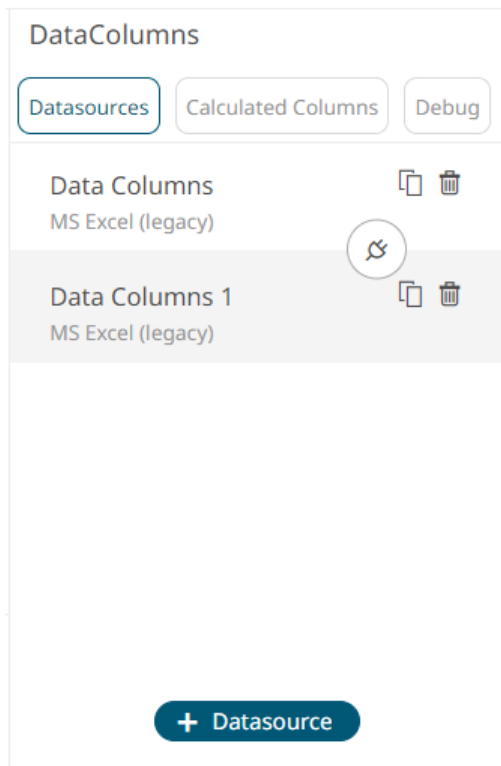 DataColumns
Datasources Calculated Columns Debug
Data Columns
MS Excel (legacy)
Data Columns 1
MS Excel (legacy)
+ Datasource